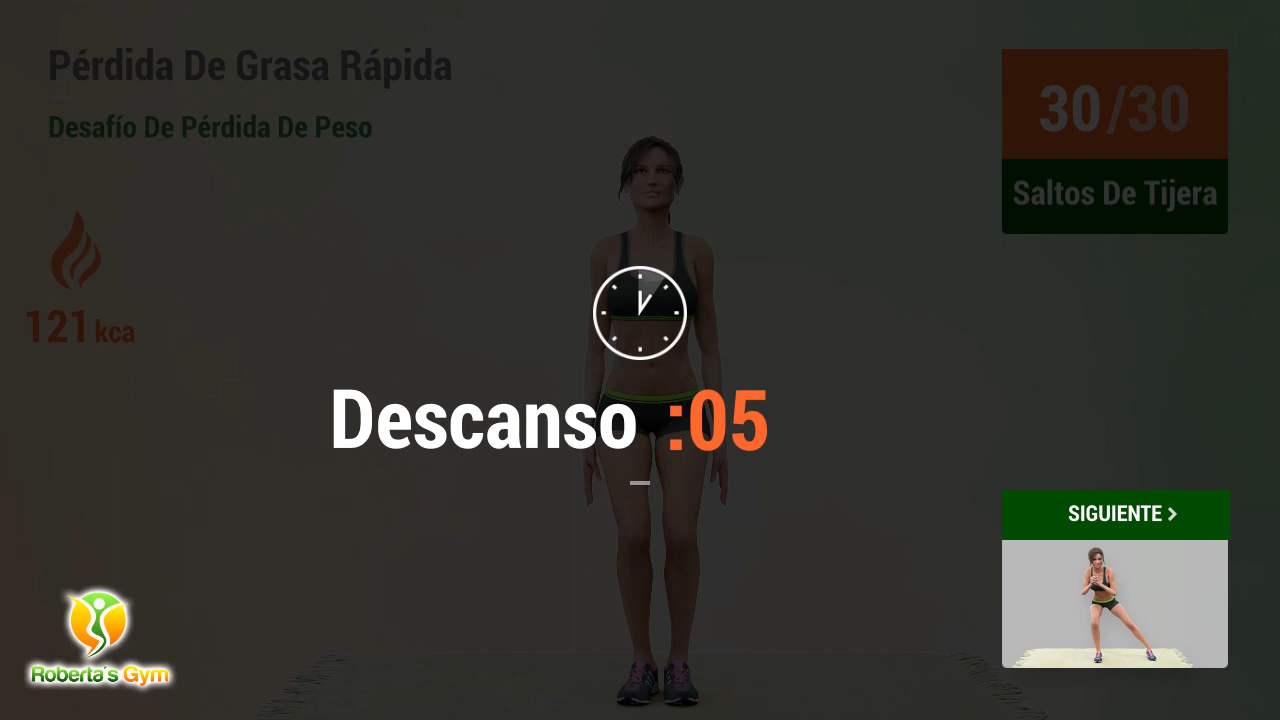 Pérdida De Grasa Rápida
Desafío De Pérdida De Peso
30/30
Saltos De Tijera
121 kca
Descanso :05
SIGUIENTE >
Roberta´s Gym